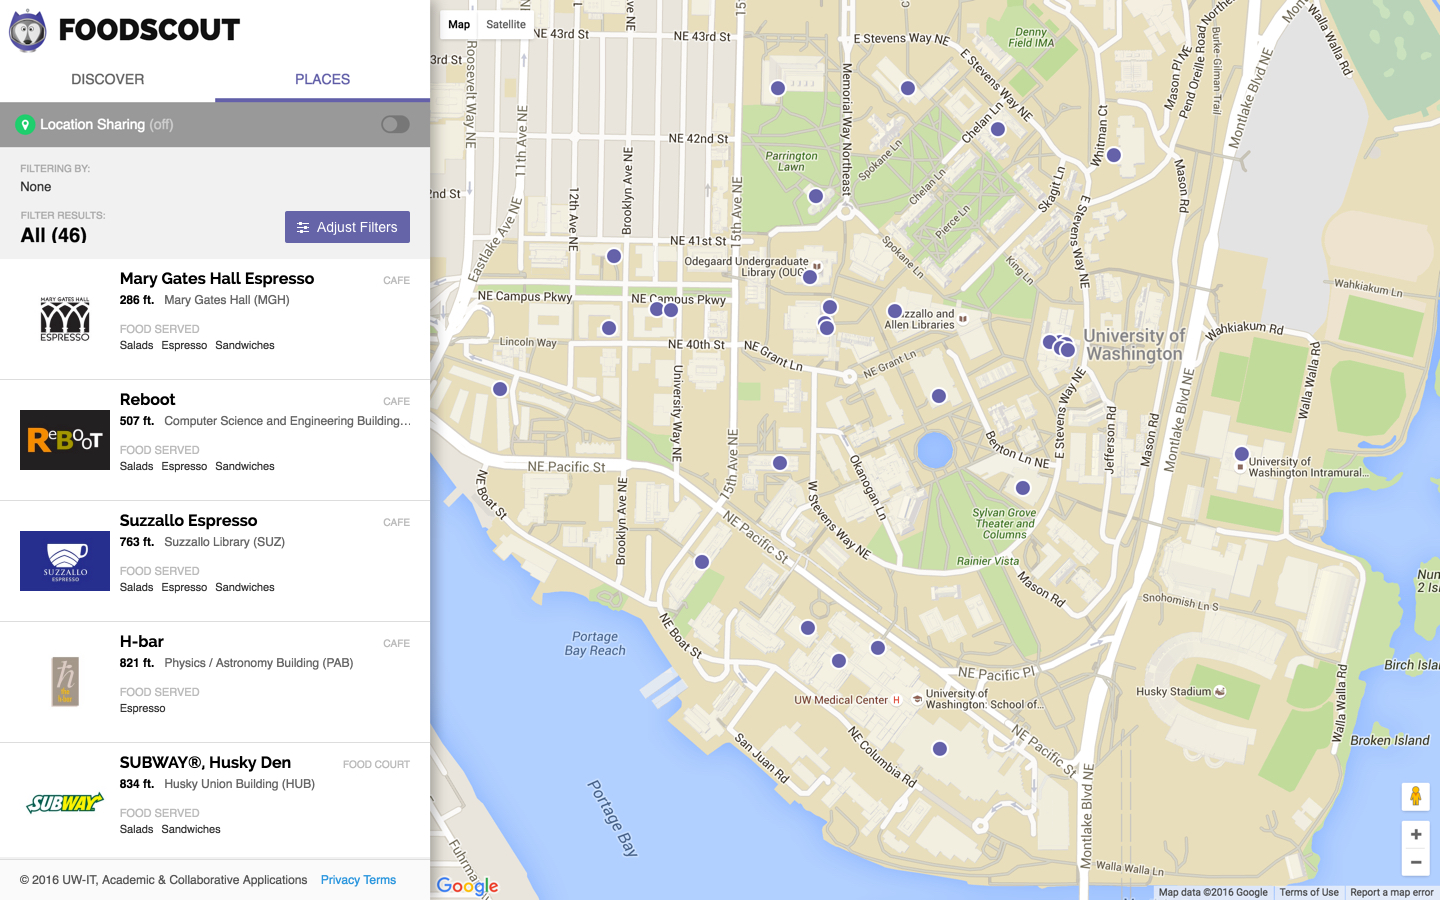 FOODSCOUT
DISCOVER
PLACES
Location Sharing (off)
FILTERING BY:
None
FILTER RESULTS:
All (46)
Adjust Filters
MARY GATES HALL
ESPRESSO
Mary Gates Hall Espresso
CAFE
286 ft. Mary Gates Hall (MGH)
FOOD SERVED
Salads Espresso Sandwiches
ReBooT
Reboot
CAFE
507 ft. Computer Science and Engineering Building...
FOOD SERVED
Salads Espresso Sandwiches
SUZZALLO
ESPRESSO
Suzzallo Espresso
CAFE
763 ft. Suzzallo Library (SUZ)
FOOD SERVED
Salads Espresso Sandwiches
ħ
the
h-bar
H-bar
CAFE
821 ft. Physics / Astronomy Building (PAB)
FOOD SERVED
Espresso
SUBWAY
SUBWAY®, Husky Den
FOOD COURT
834 ft. Husky Union Building (HUB)
FOOD SERVED
Salads Sandwiches
© 2016 UW-IT, Academic & Collaborative Applications
Privacy Terms
Map
Satellite
NE 43rd St
NE 43rd St
3rd St
Roosevelt Way NE
11th Ave NE
15th Ave NE
Memorial Way Northeast
E Stevens Way NE
Denny
Field IMA
E Stevens Way NE
Mason Pl NE
Pend Oreille Road Northe
Burke-Gilman Trail
Montlake Blvd NE
Mon
Walla Walla Rd
Walla Walla Rd
NE 42nd St
2nd St
12th Ave NE
Brooklyn Ave NE
15th Ave NE
Parrington
Lawn
Spokane Ln
Chelan Ln
Chelan Ln
Pierce Ln
Skagit Ln
Whitman Ct
Mason Rd
E Stevens Way NE
Eastlake Ave NE
NE 41st St
Odegaard Undergraduate
Library (OUG
Spokane Ln
King Ln
NE Campus Pkwy
NE Campus Pkwy
Lincoln Way
NE 40th St
NE Grant Ln
NE Grant Ln
zzallo and
Allen Libraries
University of
Washington
Wahkiakum Ln
Wahkiakum Rd
Walla Walla Rd
Montlake Blvd NE
University Way NE
15th Ave NE
NE Pacific St
NE Boat St
Brooklyn Ave NE
Okanogan Ln
W Stevens Way NE
Benton Ln NE
E Stevens Way NE
Jefferson Rd
Mason Rd
University of
Washington Intramural...
Sylvan Grove
Theater and
Columns
Rainier Vista
NE Pacific St
Mason Rd
Snohomish Ln S
Nun
2 Isl
Portage
Bay Reach
NE Boat St
NE Pacific Pl
Birch Isla
UW Medical Center H
University of
Washington: School of...
Husky Stadium
Walla Walla Rd
Broken Island
San Juan Rd
NE Columbia Rd
NE Pacific St
Montlake Blvd NE
Portage Bay
Fuhrma
Walla Walla Ln
+
−
Google
Map data ©2016 Google
Terms of Use
Report a map error